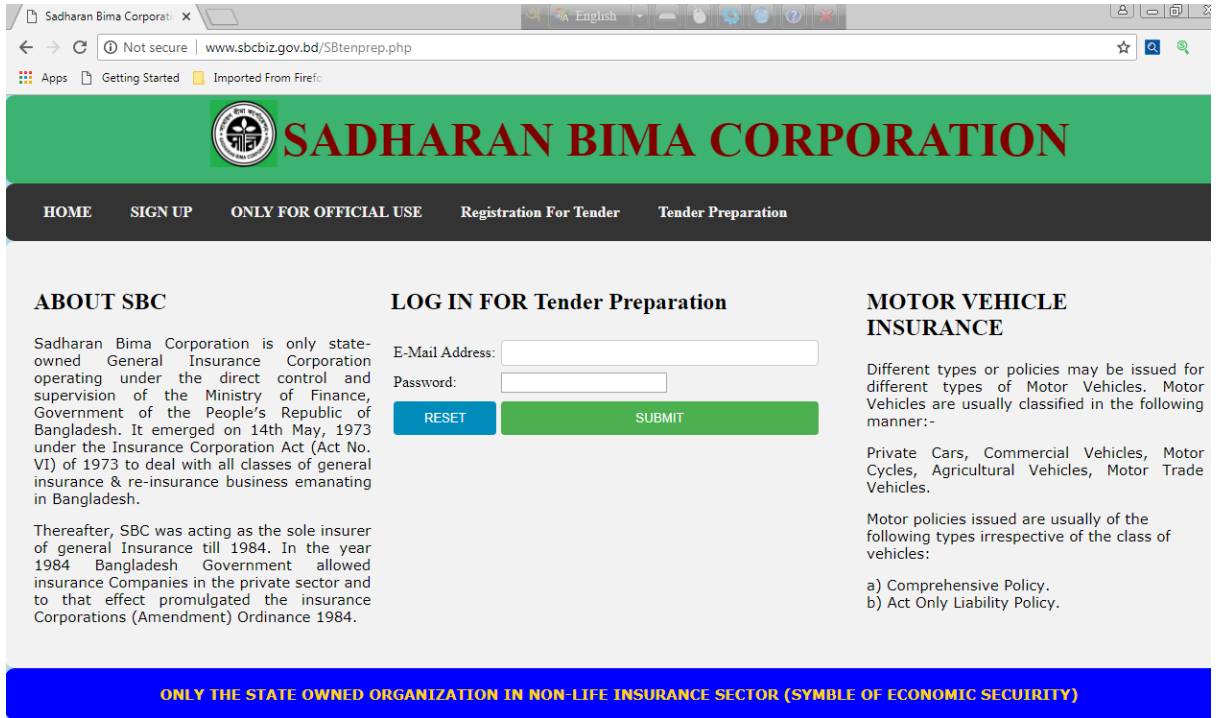 Sadharan Bima Corporati
English
Not secure | www.sbcbiz.gov.bd/SBtenprep.php
Apps Getting Started Imported From Firefo
SADHARAN BIMA CORPORATION
HOME SIGN UP ONLY FOR OFFICIAL USE Registration For Tender Tender Preparation
ABOUT SBC
Sadharan Bima Corporation is only state-
owned General Insurance Corporation
operating under the direct control and
supervision of the Ministry of Finance,
Government of the People's Republic of
Bangladesh. It emerged on 14th May, 1973
under the Insurance Corporation Act (Act No.
VI) of 1973 to deal with all classes of general
insurance & re-insurance business emanating
in Bangladesh.
Thereafter, SBC was acting as the sole insurer
of general Insurance till 1984. In the year
1984 Bangladesh Government allowed
insurance Companies in the private sector and
to that effect promulgated the insurance
Corporations (Amendment) Ordinance 1984.
LOG IN FOR Tender Preparation
E-Mail Address:
Password:
RESET SUBMIT
MOTOR VEHICLE
INSURANCE
Different types or policies may be issued for
different types of Motor Vehicles. Motor
Vehicles are usually classified in the following
manner:-
Private Cars, Commercial Vehicles, Motor
Cycles, Agricultural Vehicles, Motor Trade
Vehicles.
Motor policies issued are usually of the
following types irrespective of the class of
vehicles:
a) Comprehensive Policy.
b) Act Only Liability Policy.
ONLY THE STATE OWNED ORGANIZATION IN NON-LIFE INSURANCE SECTOR (SYMBLE OF ECONOMIC SECUIRITY)